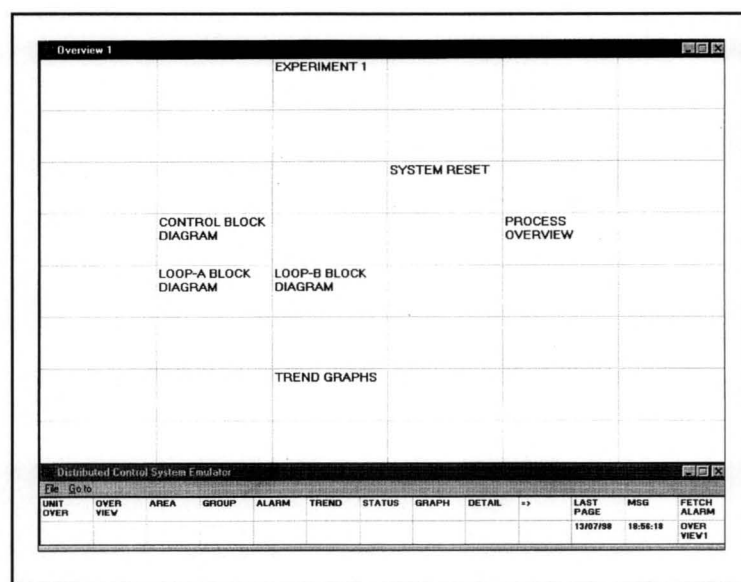 Overview 1
EXPERIMENT 1
SYSTEM RESET
CONTROL BLOCK
DIAGRAM
PROCESS
OVERVIEW
LOOP-A BLOCK
DIAGRAM
LOOP-B BLOCK
DIAGRAM
TREND GRAPHS
Distributed Control System Emulator
File Go to
UNIT OVER
OVER VIEW
AREA
GROUP
ALARM
TREND
STATUS
GRAPH
DETAIL
=>
LAST PAGE
MSG
FETCH ALARM
13/07/98
18:56:18
OVER VIEW1